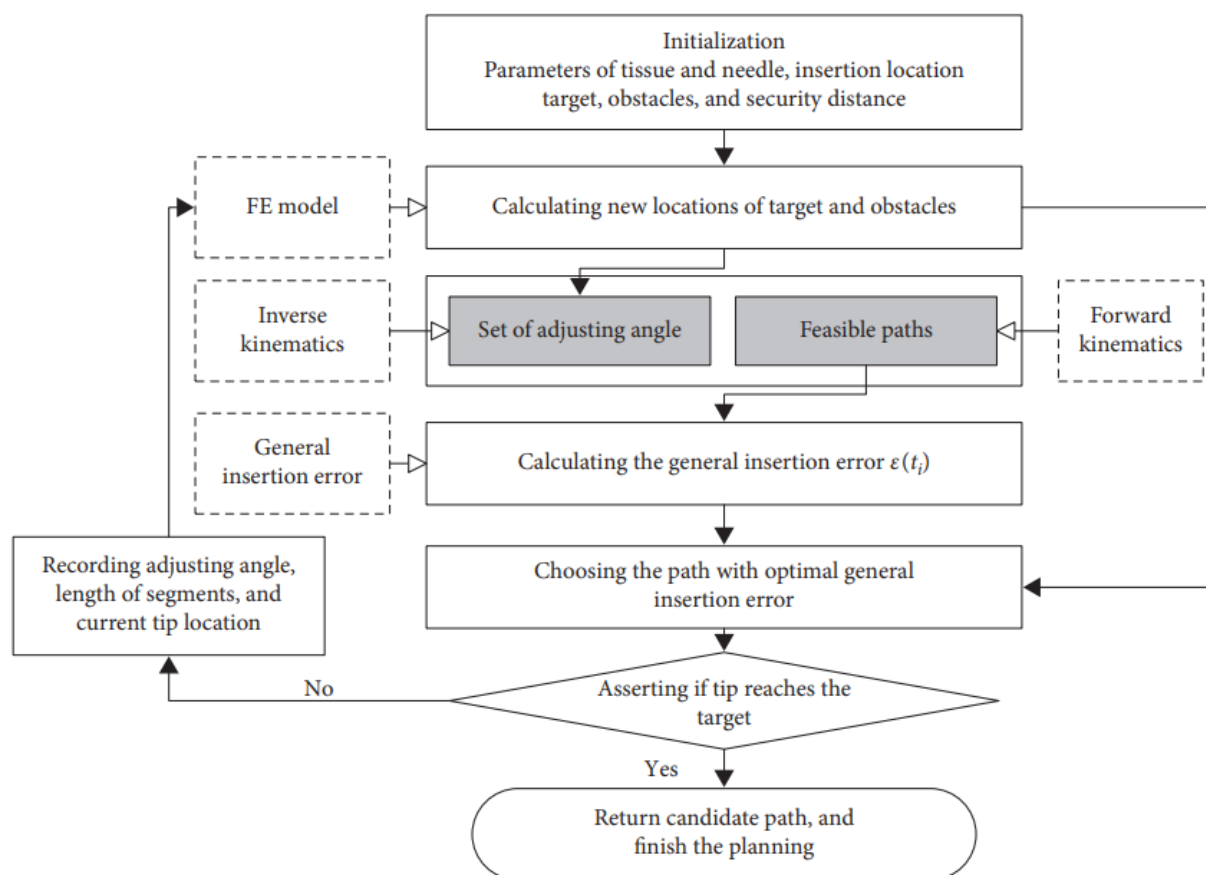 Initialization
Parameters of tissue and needle, insertion location
target, obstacles, and security distance
FE model
Calculating new locations of target and obstacles
Inverse
kinematics
Set of adjusting angle
Feasible paths
Forward
kinematics
General
insertion error
Calculating the general insertion error ε(tᵢ)
Recording adjusting angle,
length of segments, and
current tip location
Choosing the path with optimal general
insertion error
No
Asserting if tip reaches the
target
Yes
Return candidate path, and
finish the planning